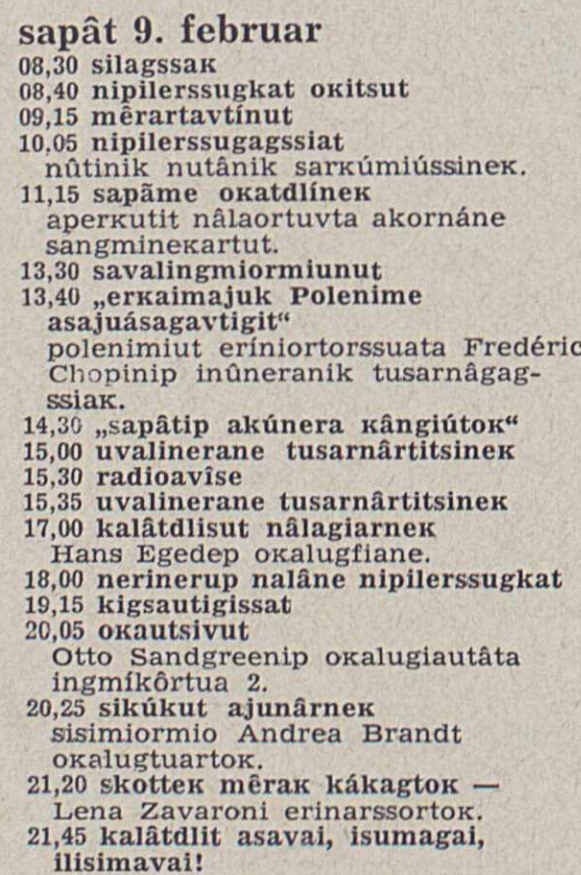 sapât 9. februar
08,30 silagssaĸ
08,40 nipilerssugkat oĸitsut
09,15 mêrartavtínut
10,05 nipilerssugagssiat
nûtinik nutânik sarĸúmiússineĸ.
11,15 sapãme oĸatdlíneĸ
aperĸutit nâlaortuvta akornáne
sangmineĸartut.
13,30 savalingmiormiunut
13,40 „erĸaimajuk Polenime
asajuásagavtigit“
polenimiut eríniortorssuata Fredéric
Chopinip inûneranik tusarnâgag-
ssiaĸ.
14,30 „sapâtip akúnera ĸângiútoĸ“
15,00 uvalinerane tusarnârtitsineĸ
15,30 radioavîse
15,35 uvalinerane tusarnârtitsineĸ
17,00 kalâtdlisut nâlagiarneĸ
Hans Egedep oĸalugfiane.
18,00 nerinerup nalâne nipilerssugkat
19,15 kigsautigissat
20,05 oĸautsivut
Otto Sandgreenip oĸalugiautâta
ingmíkôrtua 2.
20,25 sikúkut ajunârneĸ
sisimiormio Andrea Brandt
oĸalugtuartoĸ.
21,20 skotteĸ mêraĸ kákagtoĸ —
Lena Zavaroni erinarssortoĸ.
21,45 kalâtdlit asavai, isumagai,
ilisimavai!